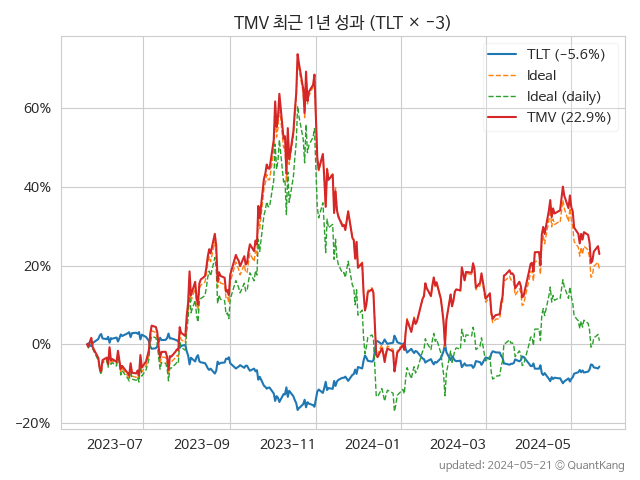 TMV 최근 1년 성과 (TLT × −3)
TLT (−5.6%)
Ideal
Ideal (daily)
TMV (22.9%)
60%
40%
20%
0%
−20%
2023−07
2023−09
2023−11
2024−01
2024−03
2024−05
updated: 2024-05-21 © QuantKang